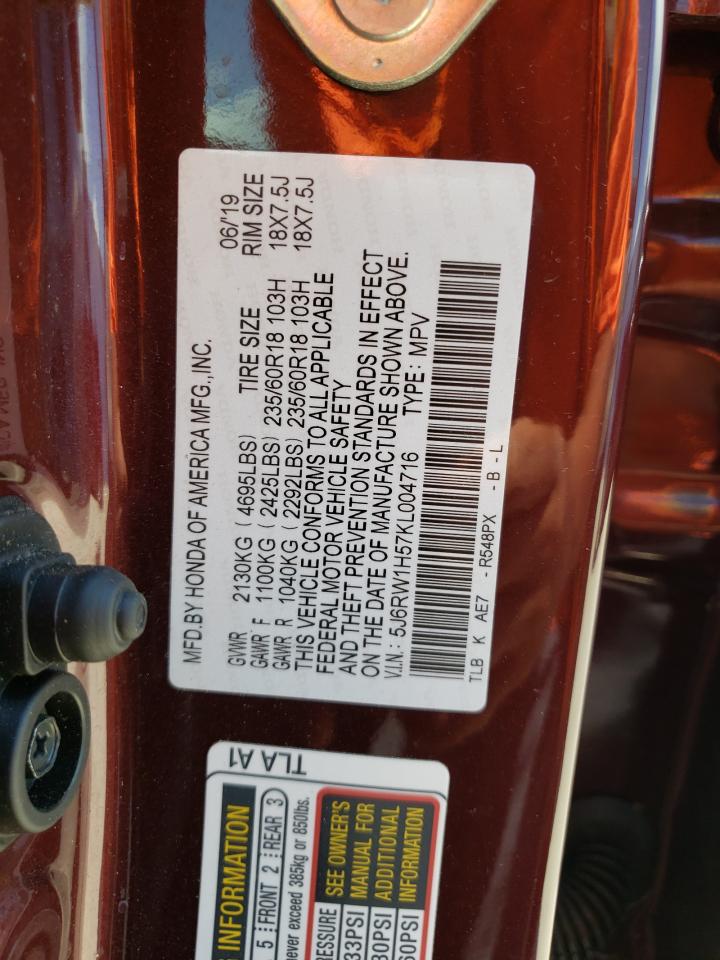 MFD.BY HONDA OF AMERICA MFG.,INC. 06/'19
GVWR 2130KG ( 4695LBS) TIRE SIZE RIM SIZE
GAWR F 1100KG ( 2425LBS) 235/60R18 103H 18X7.5J
GAWR R 1040KG ( 2292LBS) 235/60R18 103H 18X7.5J
THIS VEHICLE CONFORMS TO ALL APPLICABLE
FEDERAL MOTOR VEHICLE SAFETY
AND THEFT PREVENTION STANDARDS IN EFFECT
ON THE DATE OF MANUFACTURE SHOWN ABOVE.
V.I.N.: 5J6RW1H57KL004716 TYPE: MPV
TLB K AE7 - R548PX - B - L
TLA A1
INFORMATION
5 FRONT 2 REAR 3
never exceed 385kg or 850lbs.
SEE OWNER'S
MANUAL FOR
ADDITIONAL
INFORMATION
33PSI